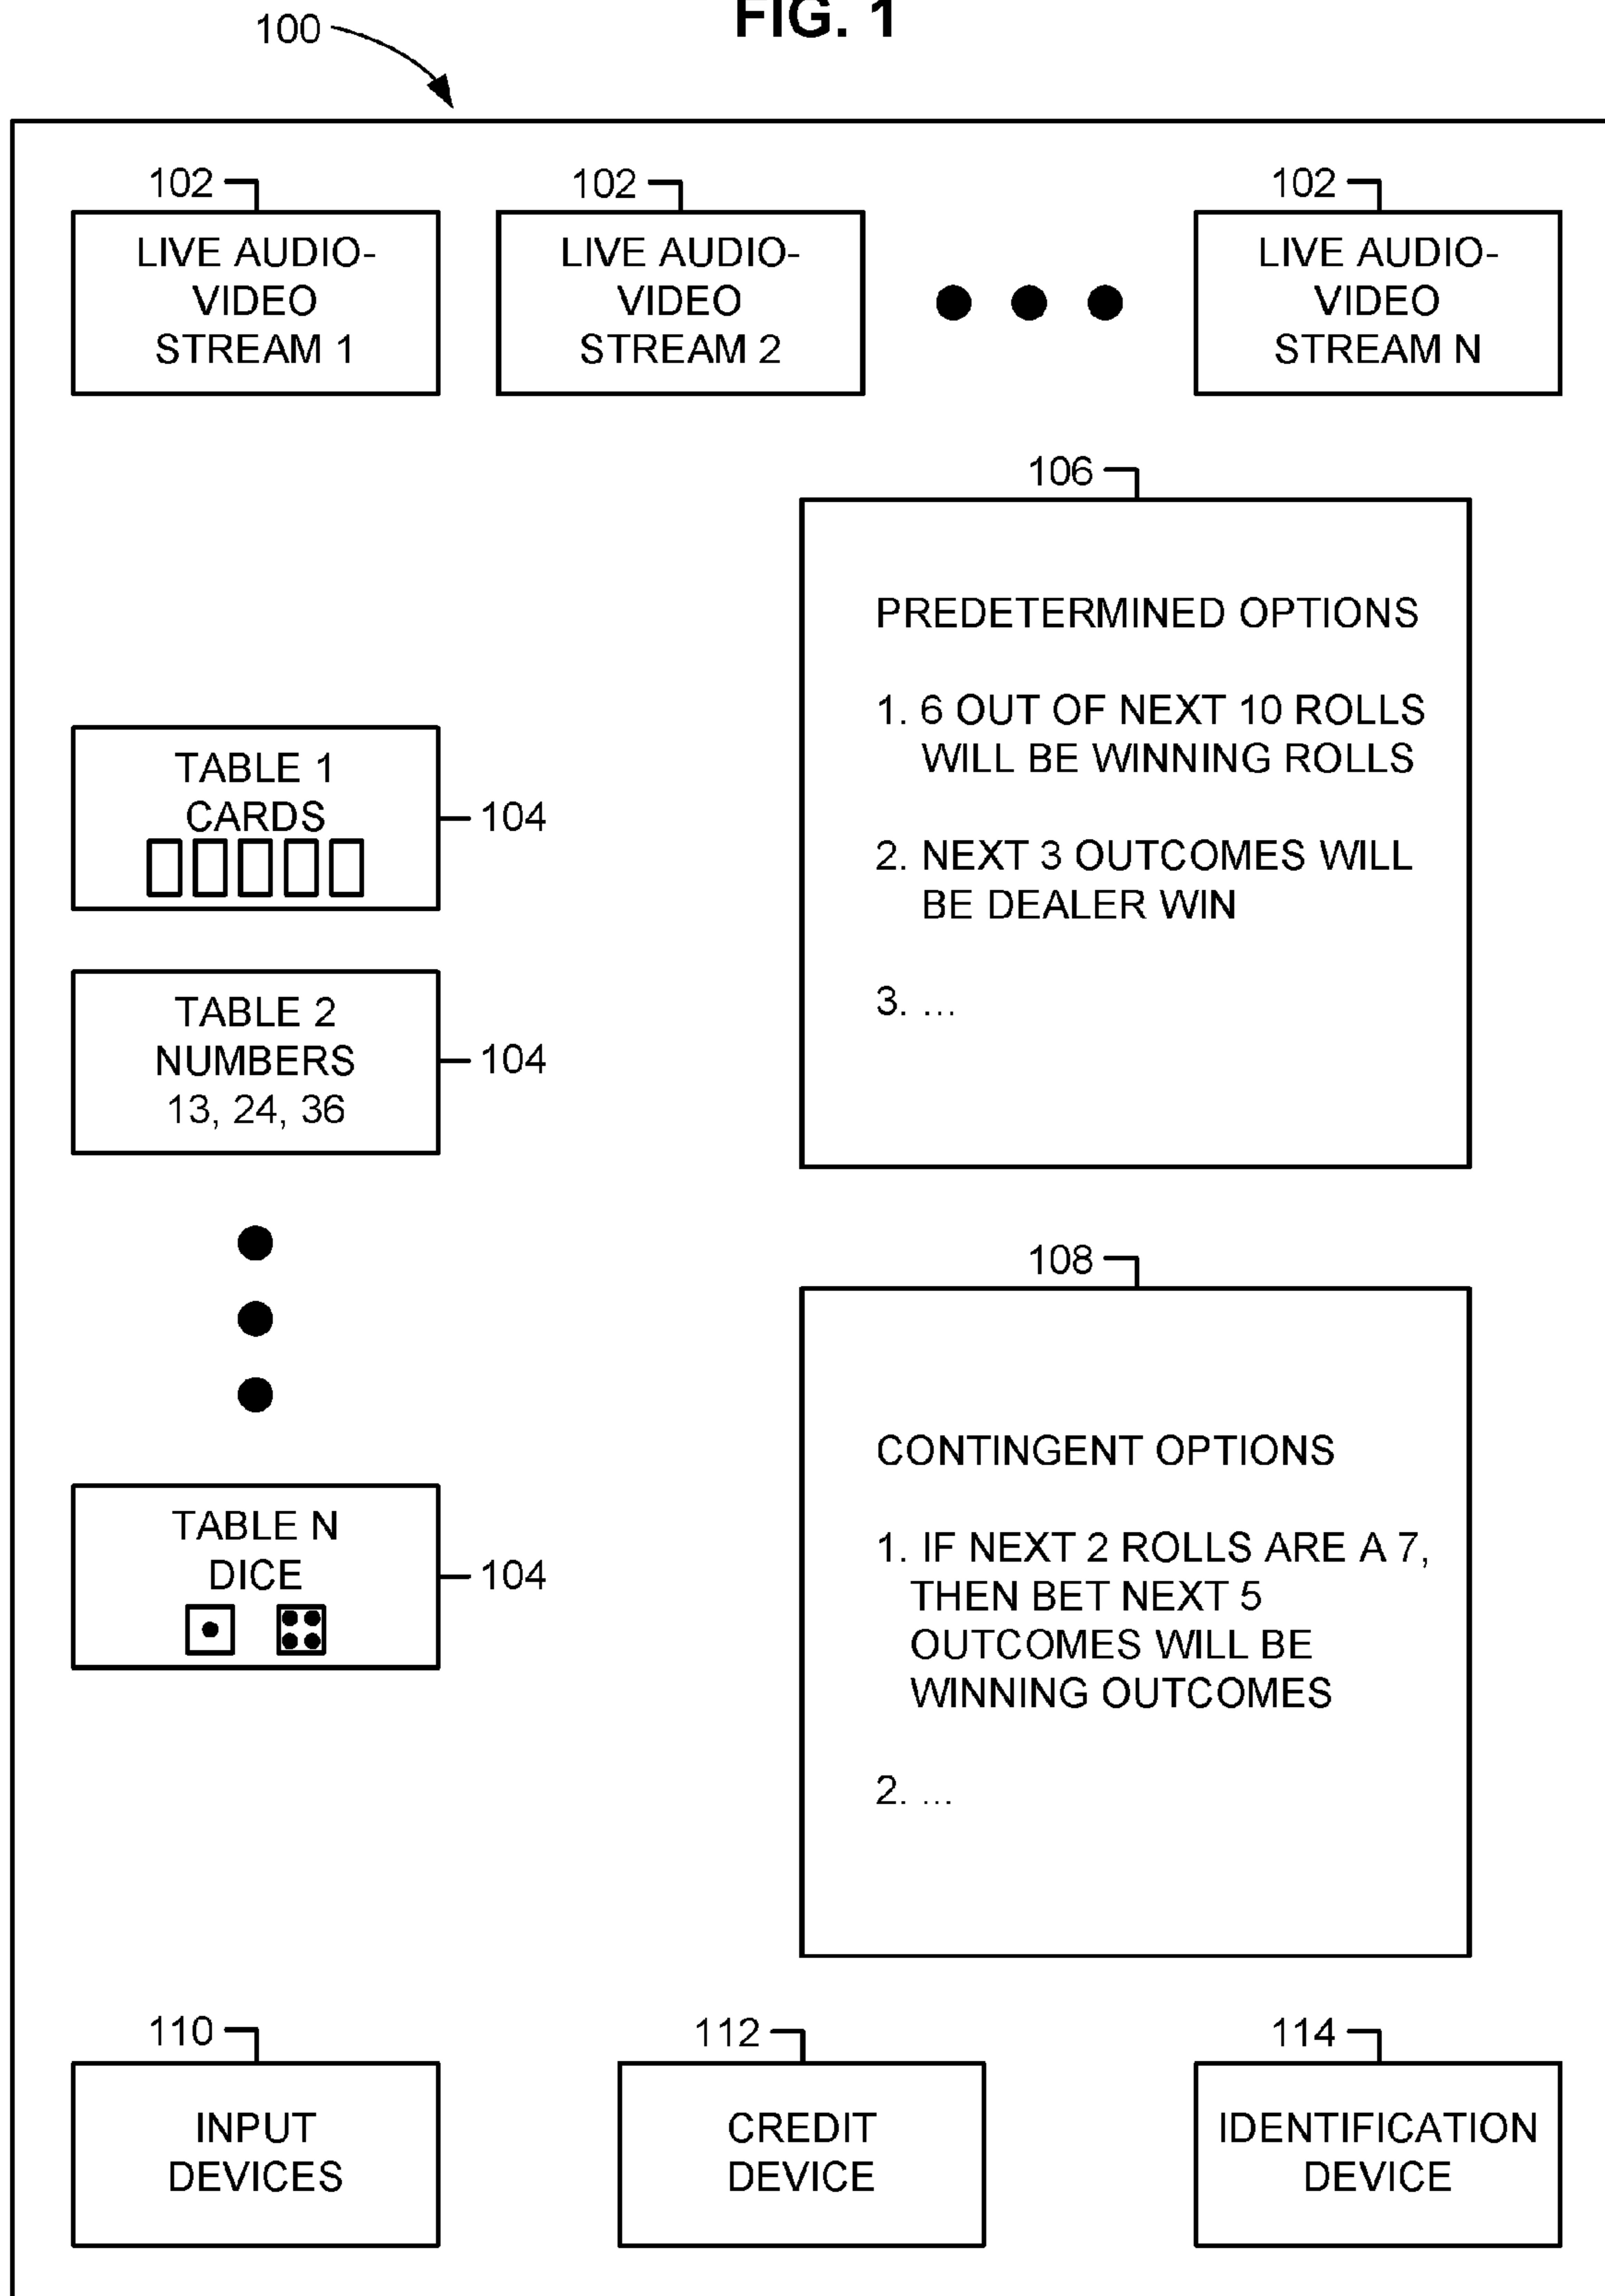 FIG. 1
100
102
LIVE AUDIO-
VIDEO
STREAM 1
102
LIVE AUDIO-
VIDEO
STREAM 2
102
LIVE AUDIO-
VIDEO
STREAM N
106
PREDETERMINED OPTIONS
1. 6 OUT OF NEXT 10 ROLLS
WILL BE WINNING ROLLS
2. NEXT 3 OUTCOMES WILL
BE DEALER WIN
3. ...
TABLE 1
CARDS
104
TABLE 2
NUMBERS
13, 24, 36
104
TABLE N
DICE
104
108
CONTINGENT OPTIONS
1. IF NEXT 2 ROLLS ARE A 7,
THEN BET NEXT 5
OUTCOMES WILL BE
WINNING OUTCOMES
2. ...
110
INPUT
DEVICES
112
CREDIT
DEVICE
114
IDENTIFICATION
DEVICE